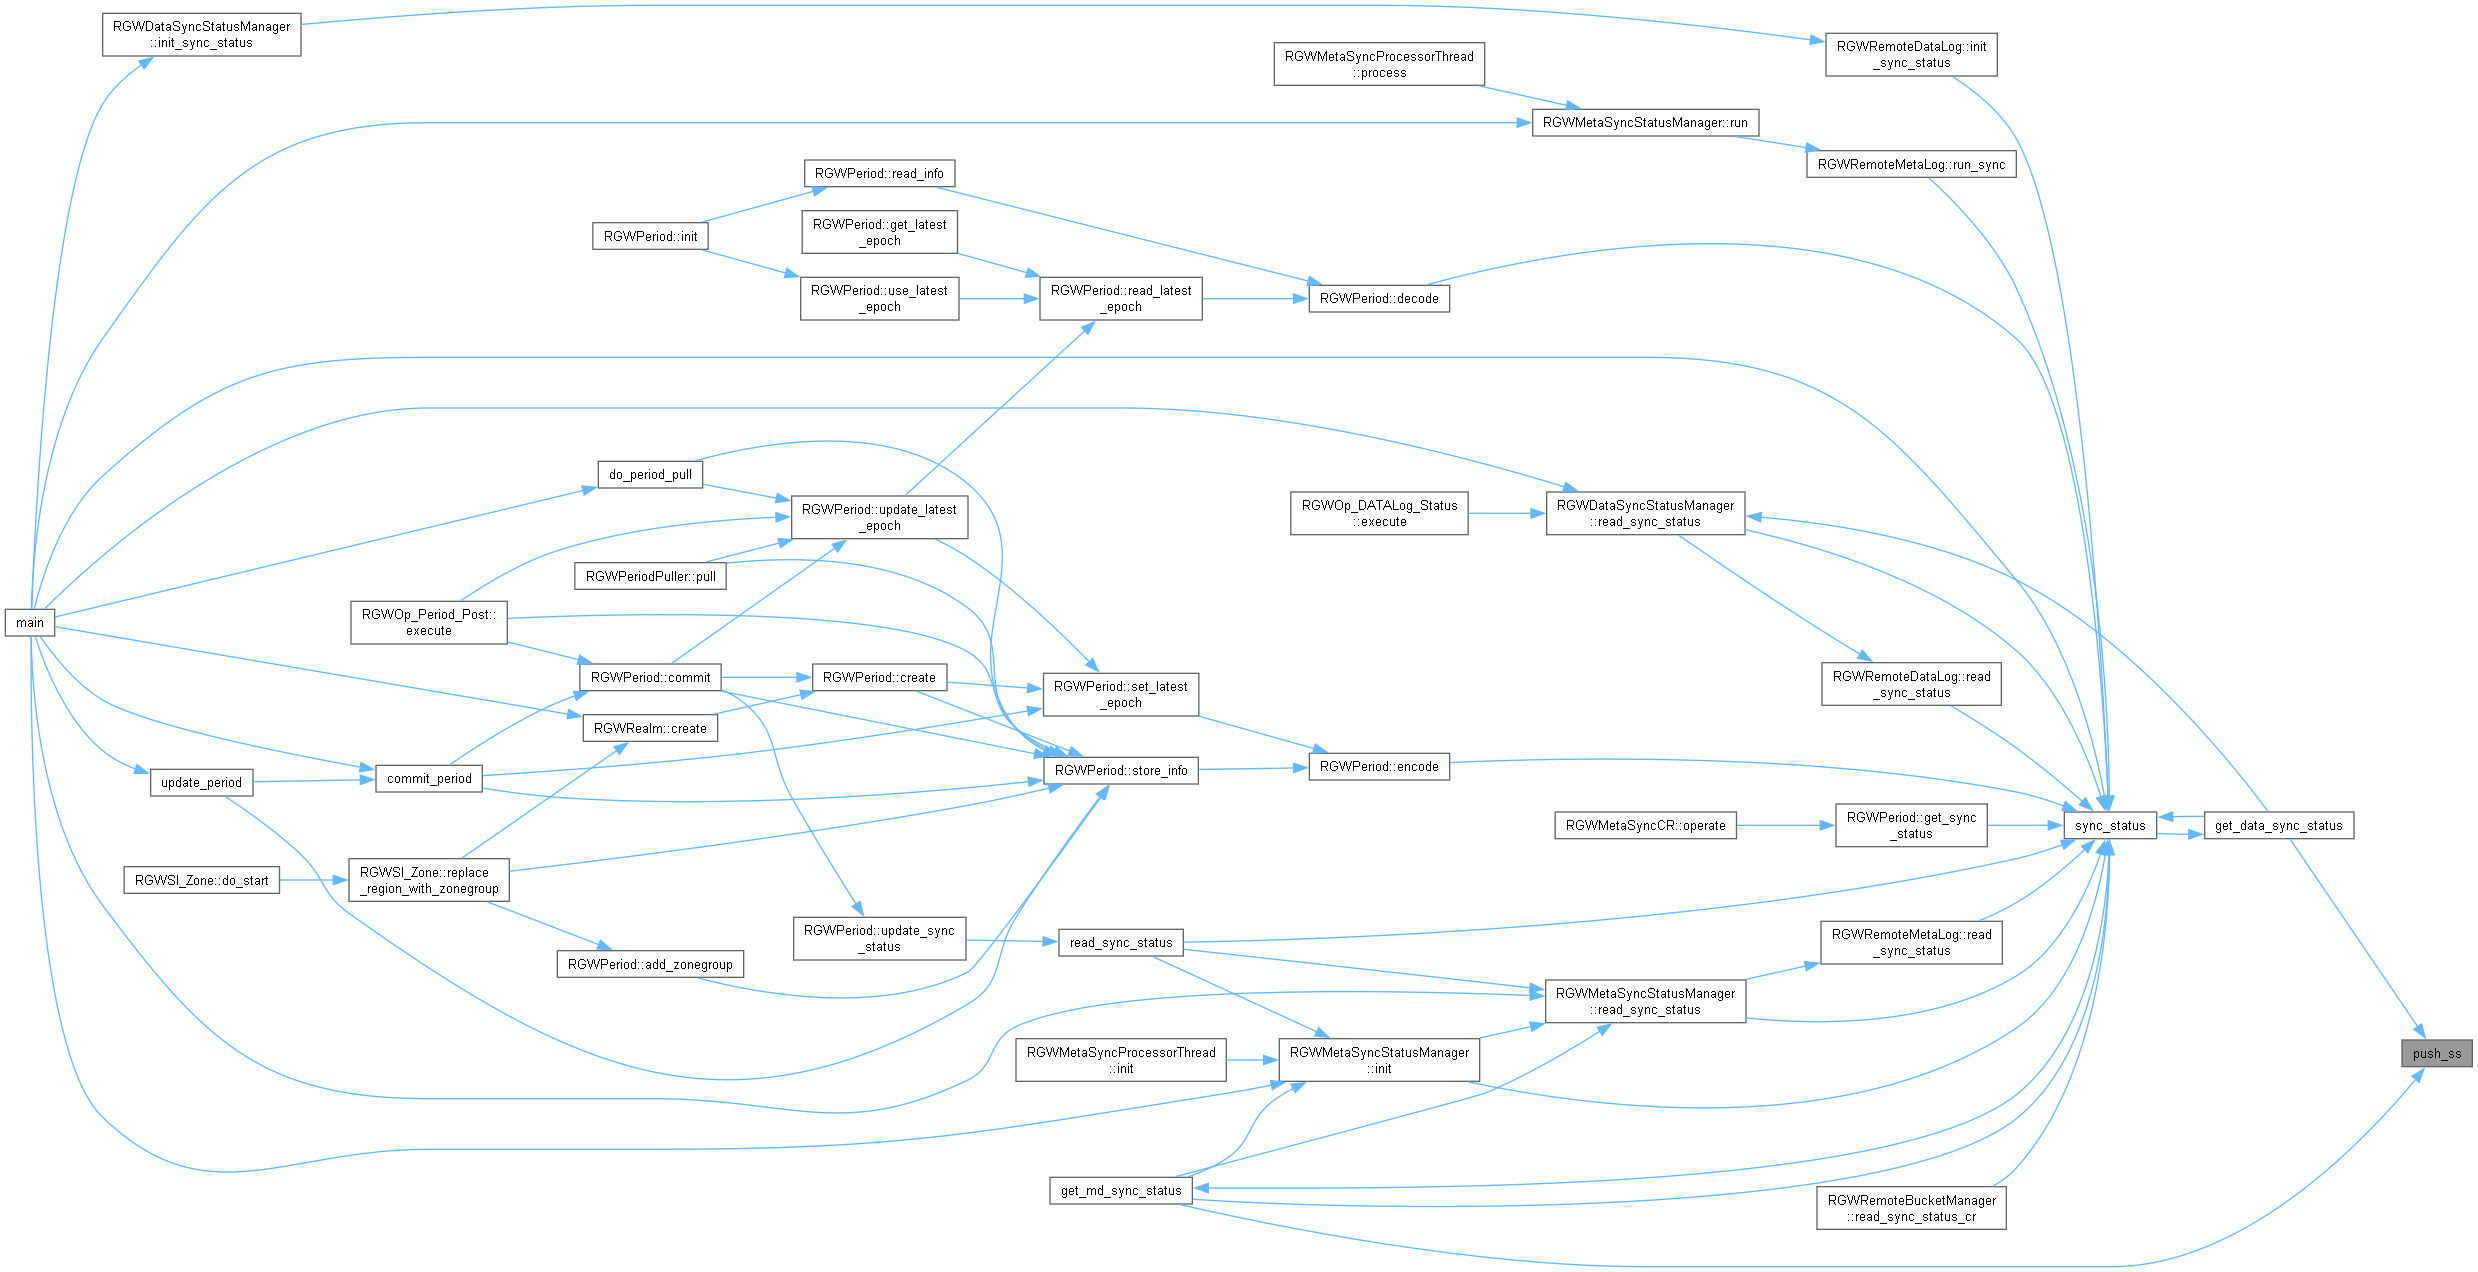 RGWDataSyncStatusManager
::init_sync_status
RGWRemoteDataLog::init
_sync_status
RGWMetaSyncProcessorThread
::process
RGWMetaSyncStatusManager::run
RGWRemoteMetaLog::run_sync
RGWPeriod::read_info
RGWPeriod::init
RGWPeriod::get_latest
_epoch
RGWPeriod::use_latest
_epoch
RGWPeriod::read_latest
_epoch
RGWPeriod::decode
do_period_pull
RGWPeriod::update_latest
_epoch
RGWOp_DATALog_Status
::execute
RGWDataSyncStatusManager
::read_sync_status
RGWPeriodPuller::pull
main
RGWOp_Period_Post::
execute
RGWPeriod::commit
RGWPeriod::create
RGWPeriod::set_latest
_epoch
RGWRemoteDataLog::read
_sync_status
RGWRealm::create
update_period
commit_period
RGWPeriod::store_info
RGWPeriod::encode
RGWMetaSyncCR::operate
RGWPeriod::get_sync
_status
sync_status
get_data_sync_status
RGWSI_Zone::do_start
RGWSI_Zone::replace
_region_with_zonegroup
RGWPeriod::update_sync
_status
read_sync_status
RGWRemoteMetaLog::read
_sync_status
RGWPeriod::add_zonegroup
RGWMetaSyncStatusManager
::read_sync_status
RGWMetaSyncProcessorThread
::init
RGWMetaSyncStatusManager
::init
push_ss
get_md_sync_status
RGWRemoteBucketManager
::read_sync_status_cr